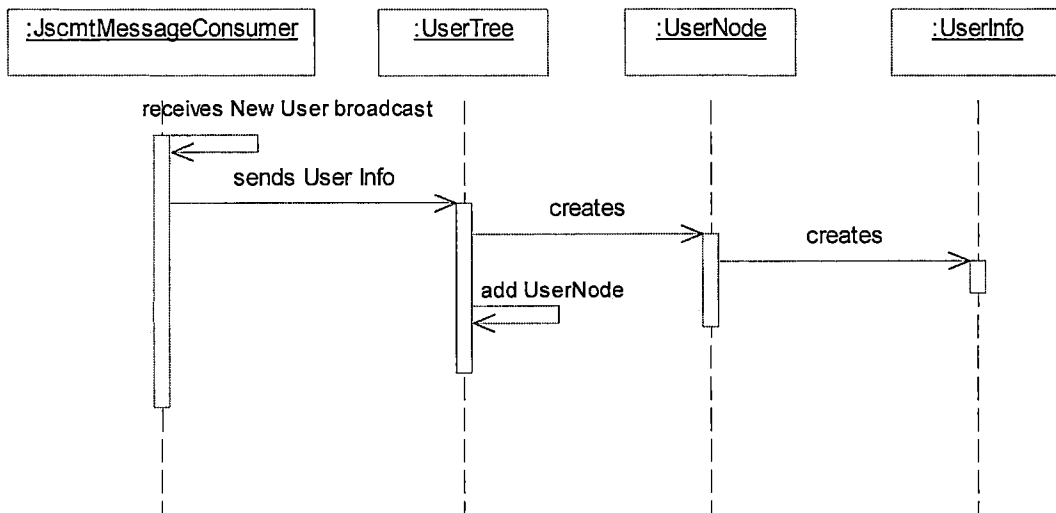 :JscmtMessageConsumer
:UserTree
:UserNode
:UserInfo
receives New User broadcast
sends User Info
creates
creates
add UserNode